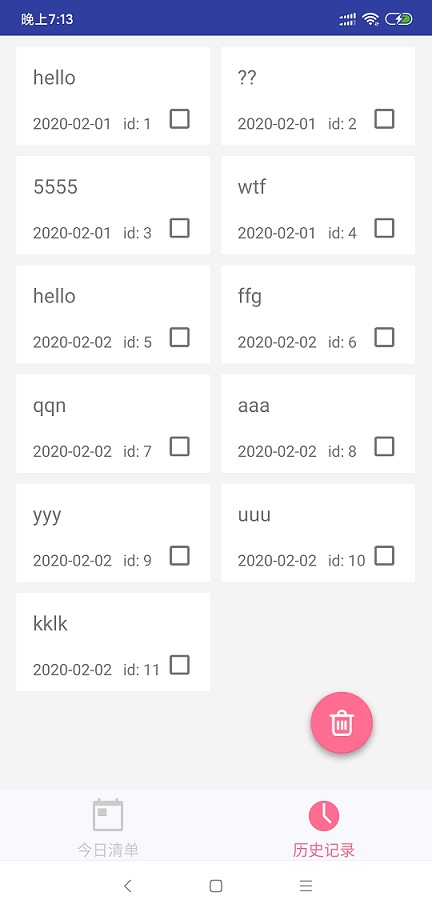 晚上7:13
hello
2020-02-01 id: 1
??
2020-02-01 id: 2
5555
2020-02-01 id: 3
wtf
2020-02-01 id: 4
hello
2020-02-02 id: 5
ffg
2020-02-02 id: 6
qqn
2020-02-02 id: 7
aaa
2020-02-02 id: 8
yyy
2020-02-02 id: 9
uuu
2020-02-02 id: 10
kklk
2020-02-02 id: 11
今日清单
历史记录